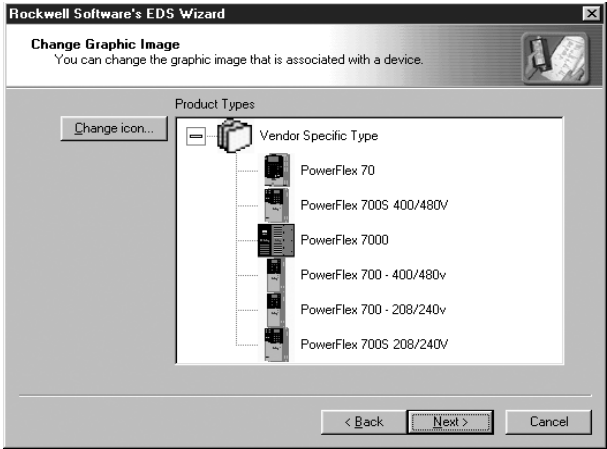 Rockwell Software's EDS Wizard
Change Graphic Image
You can change the graphic image that is associated with a device.
Product Types
Change icon...
Vendor Specific Type
PowerFlex 70
PowerFlex 700S 400/480V
PowerFlex 7000
PowerFlex 700 - 400/480v
PowerFlex 700 - 208/240v
PowerFlex 700S 208/240V
< Back
Next >
Cancel